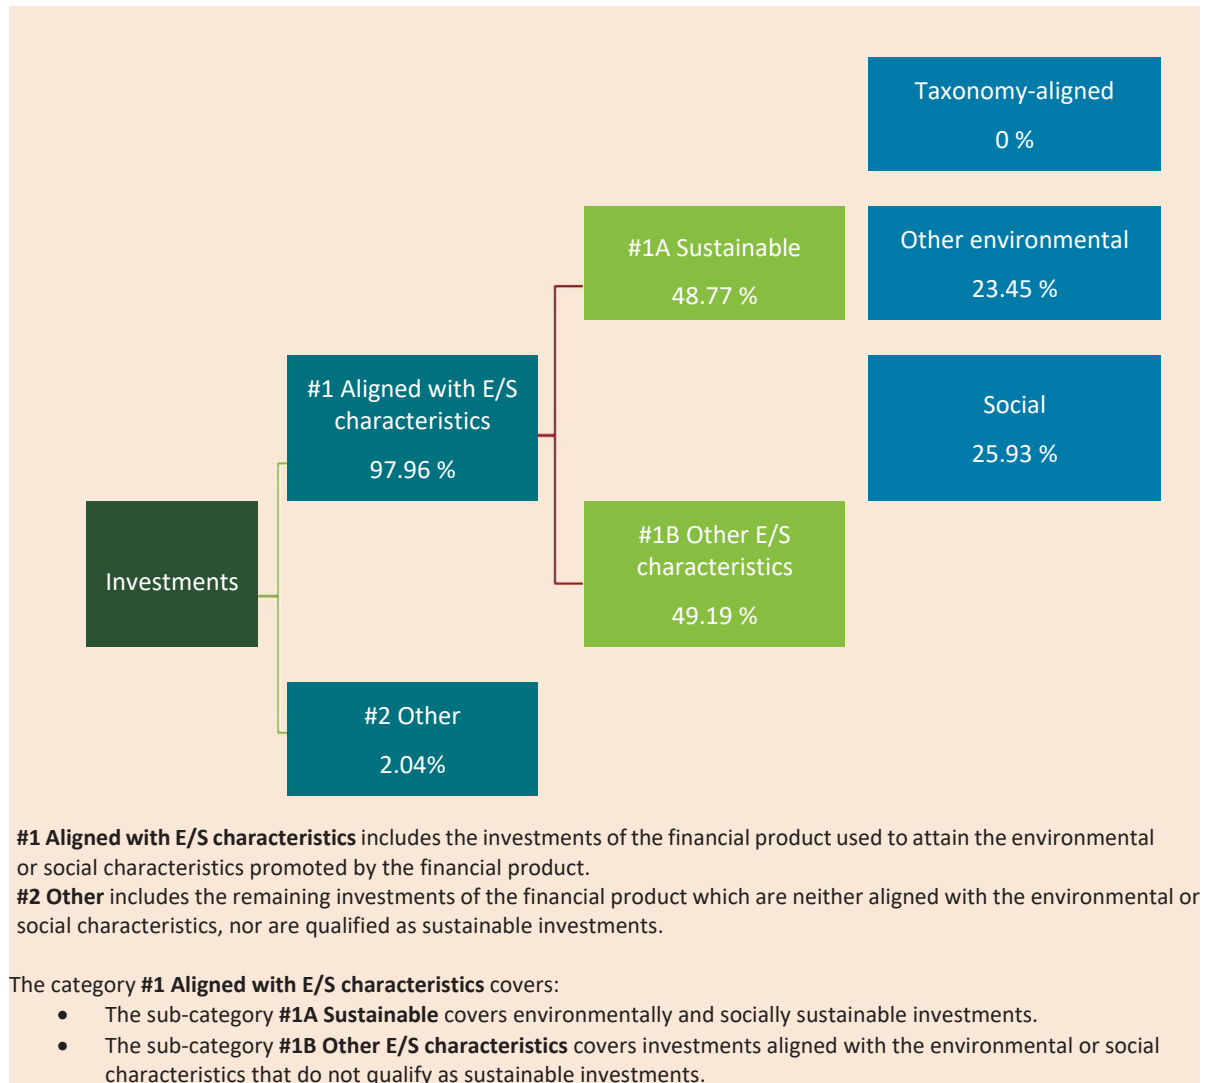 Taxonomy-aligned
0 %
#1A Sustainable
48.77 %
Other environmental
23.45 %
#1 Aligned with E/S
characteristics
97.96 %
Social
25.93 %
Investments
#1B Other E/S
characteristics
49.19 %
#2 Other
2.04%
#1 Aligned with E/S characteristics includes the investments of the financial product used to attain the environmental
or social characteristics promoted by the financial product.
#2 Other includes the remaining investments of the financial product which are neither aligned with the environmental or
social characteristics, nor are qualified as sustainable investments.
The category #1 Aligned with E/S characteristics covers:
• The sub-category #1A Sustainable covers environmentally and socially sustainable investments.
• The sub-category #1B Other E/S characteristics covers investments aligned with the environmental or social
characteristics that do not qualify as sustainable investments.